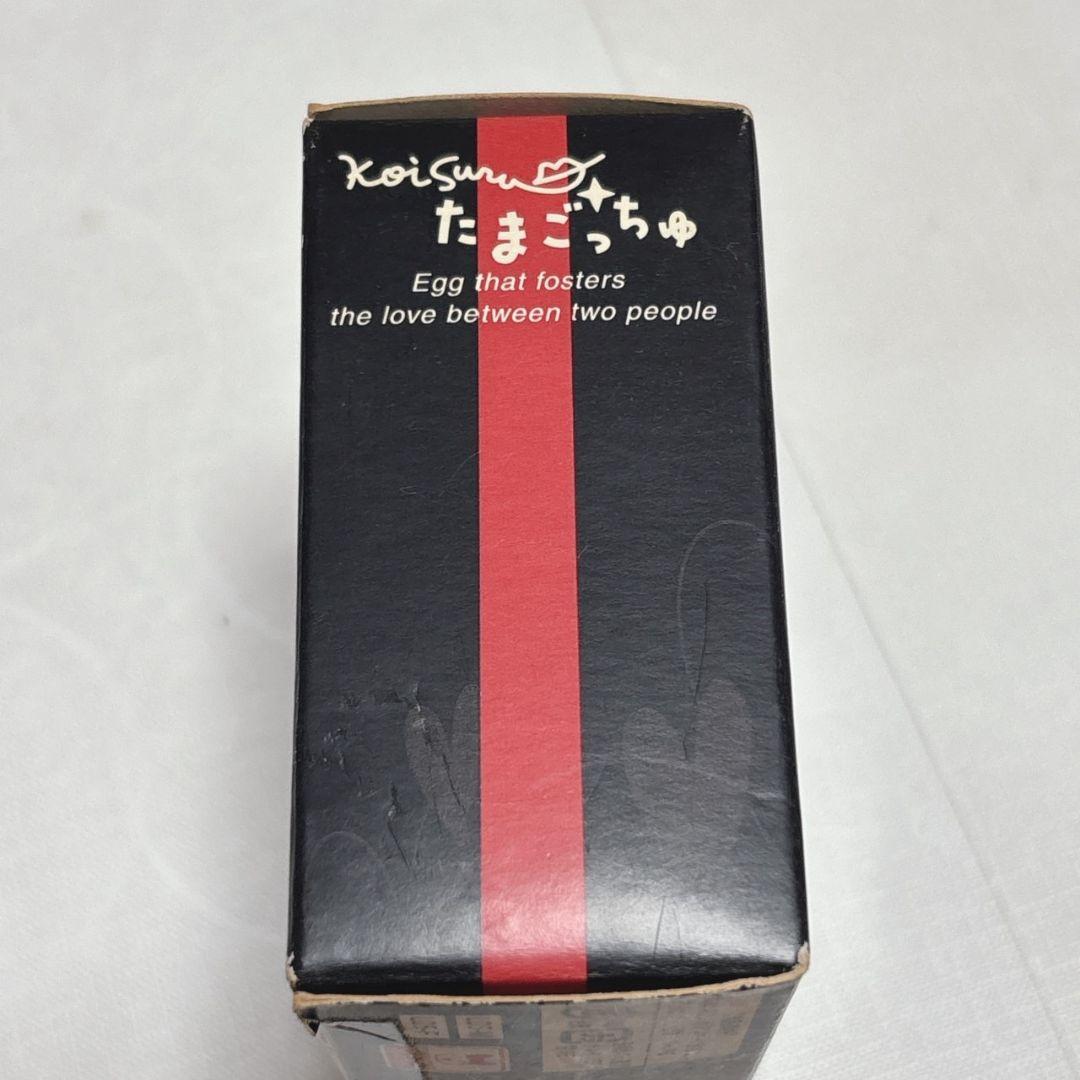 Koisuru
たまごっちゅ
Egg that fosters
the love between two people